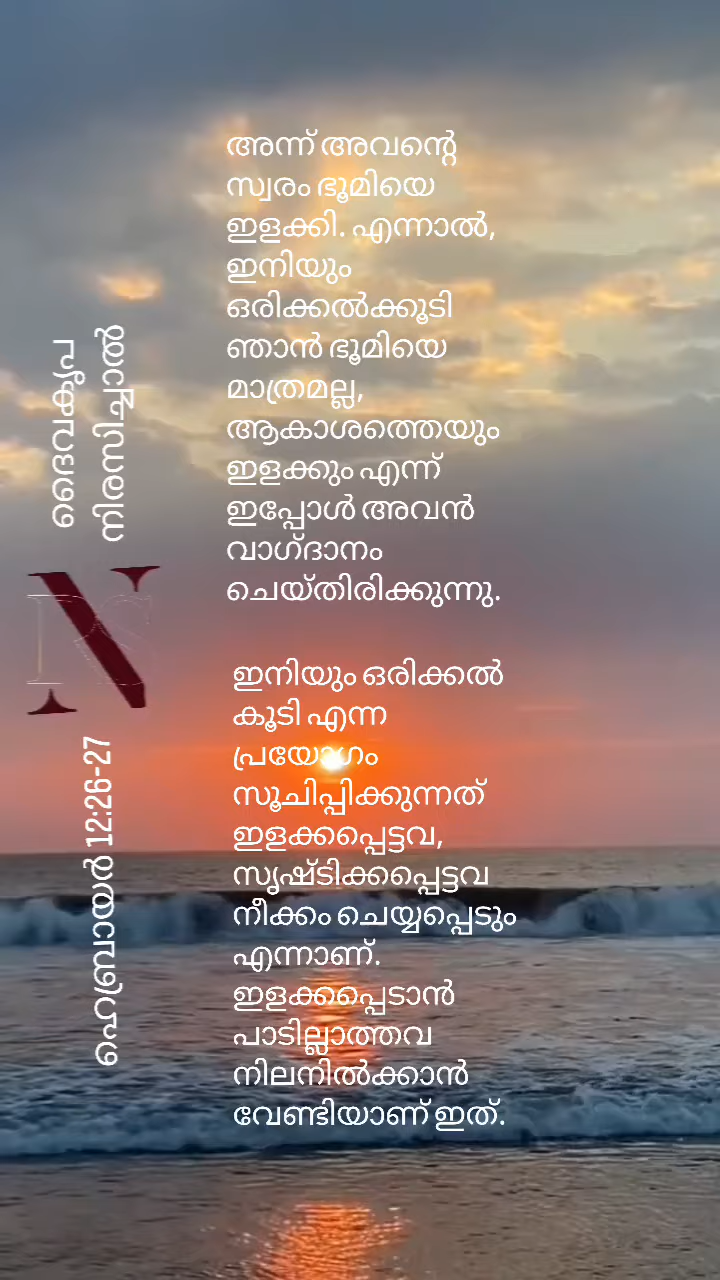 അന്ന് അവന്റെ
സ്വരം ഭൂമിയെ
ഇളക്കി. എന്നാൽ,
ഇനിയും
ഒരിക്കൽക്കൂടി
ഞാൻ ഭൂമിയെ
മാത്രമല്ല,
ആകാശത്തെയും
ഇളക്കും എന്ന്
ഇപ്പോൾ അവൻ
വാഗ്ദാനം
ചെയ്തിരിക്കുന്നു.
ഇനിയും ഒരിക്കൽ
കൂടി എന്ന
പ്രയോഗം
സൂചിപ്പിക്കുന്നത്
ഇളക്കപ്പെട്ടവ,
സൃഷ്ടിക്കപ്പെട്ടവ
നീക്കം ചെയ്യപ്പെടും
എന്നാണ്.
ഇളക്കപ്പെടാൻ
പാടില്ലാത്തവ
നിലനിൽക്കാൻ
വേണ്ടിയാണ് ഇത്.
ദൈവകൃപ
നിരസിച്ചാൽ
N
ഹെബ്രായർ 12:26-27